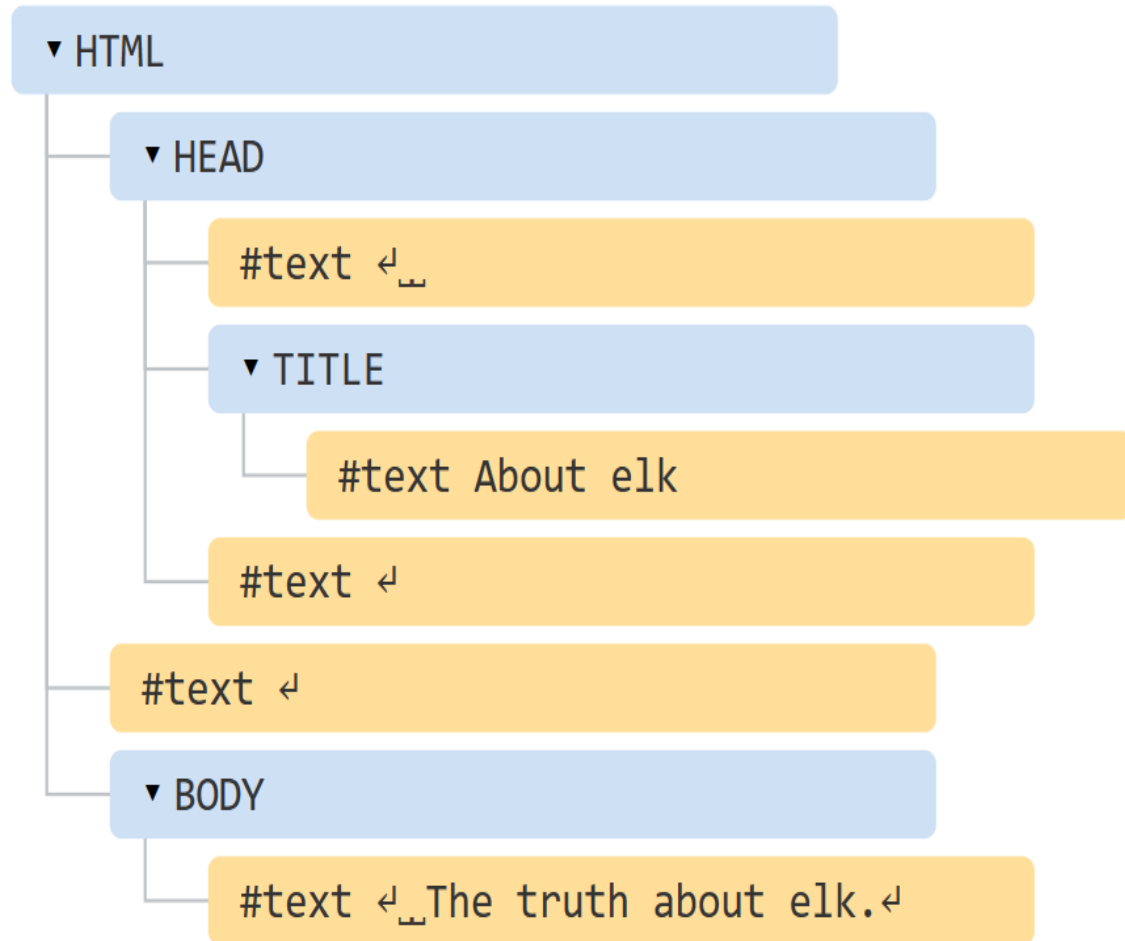 ▾ HTML
▾ HEAD
#text ↵␣␣
▾ TITLE
#text About elk
#text ↵
#text ↵
▾ BODY
#text ↵␣␣The truth about elk.↵